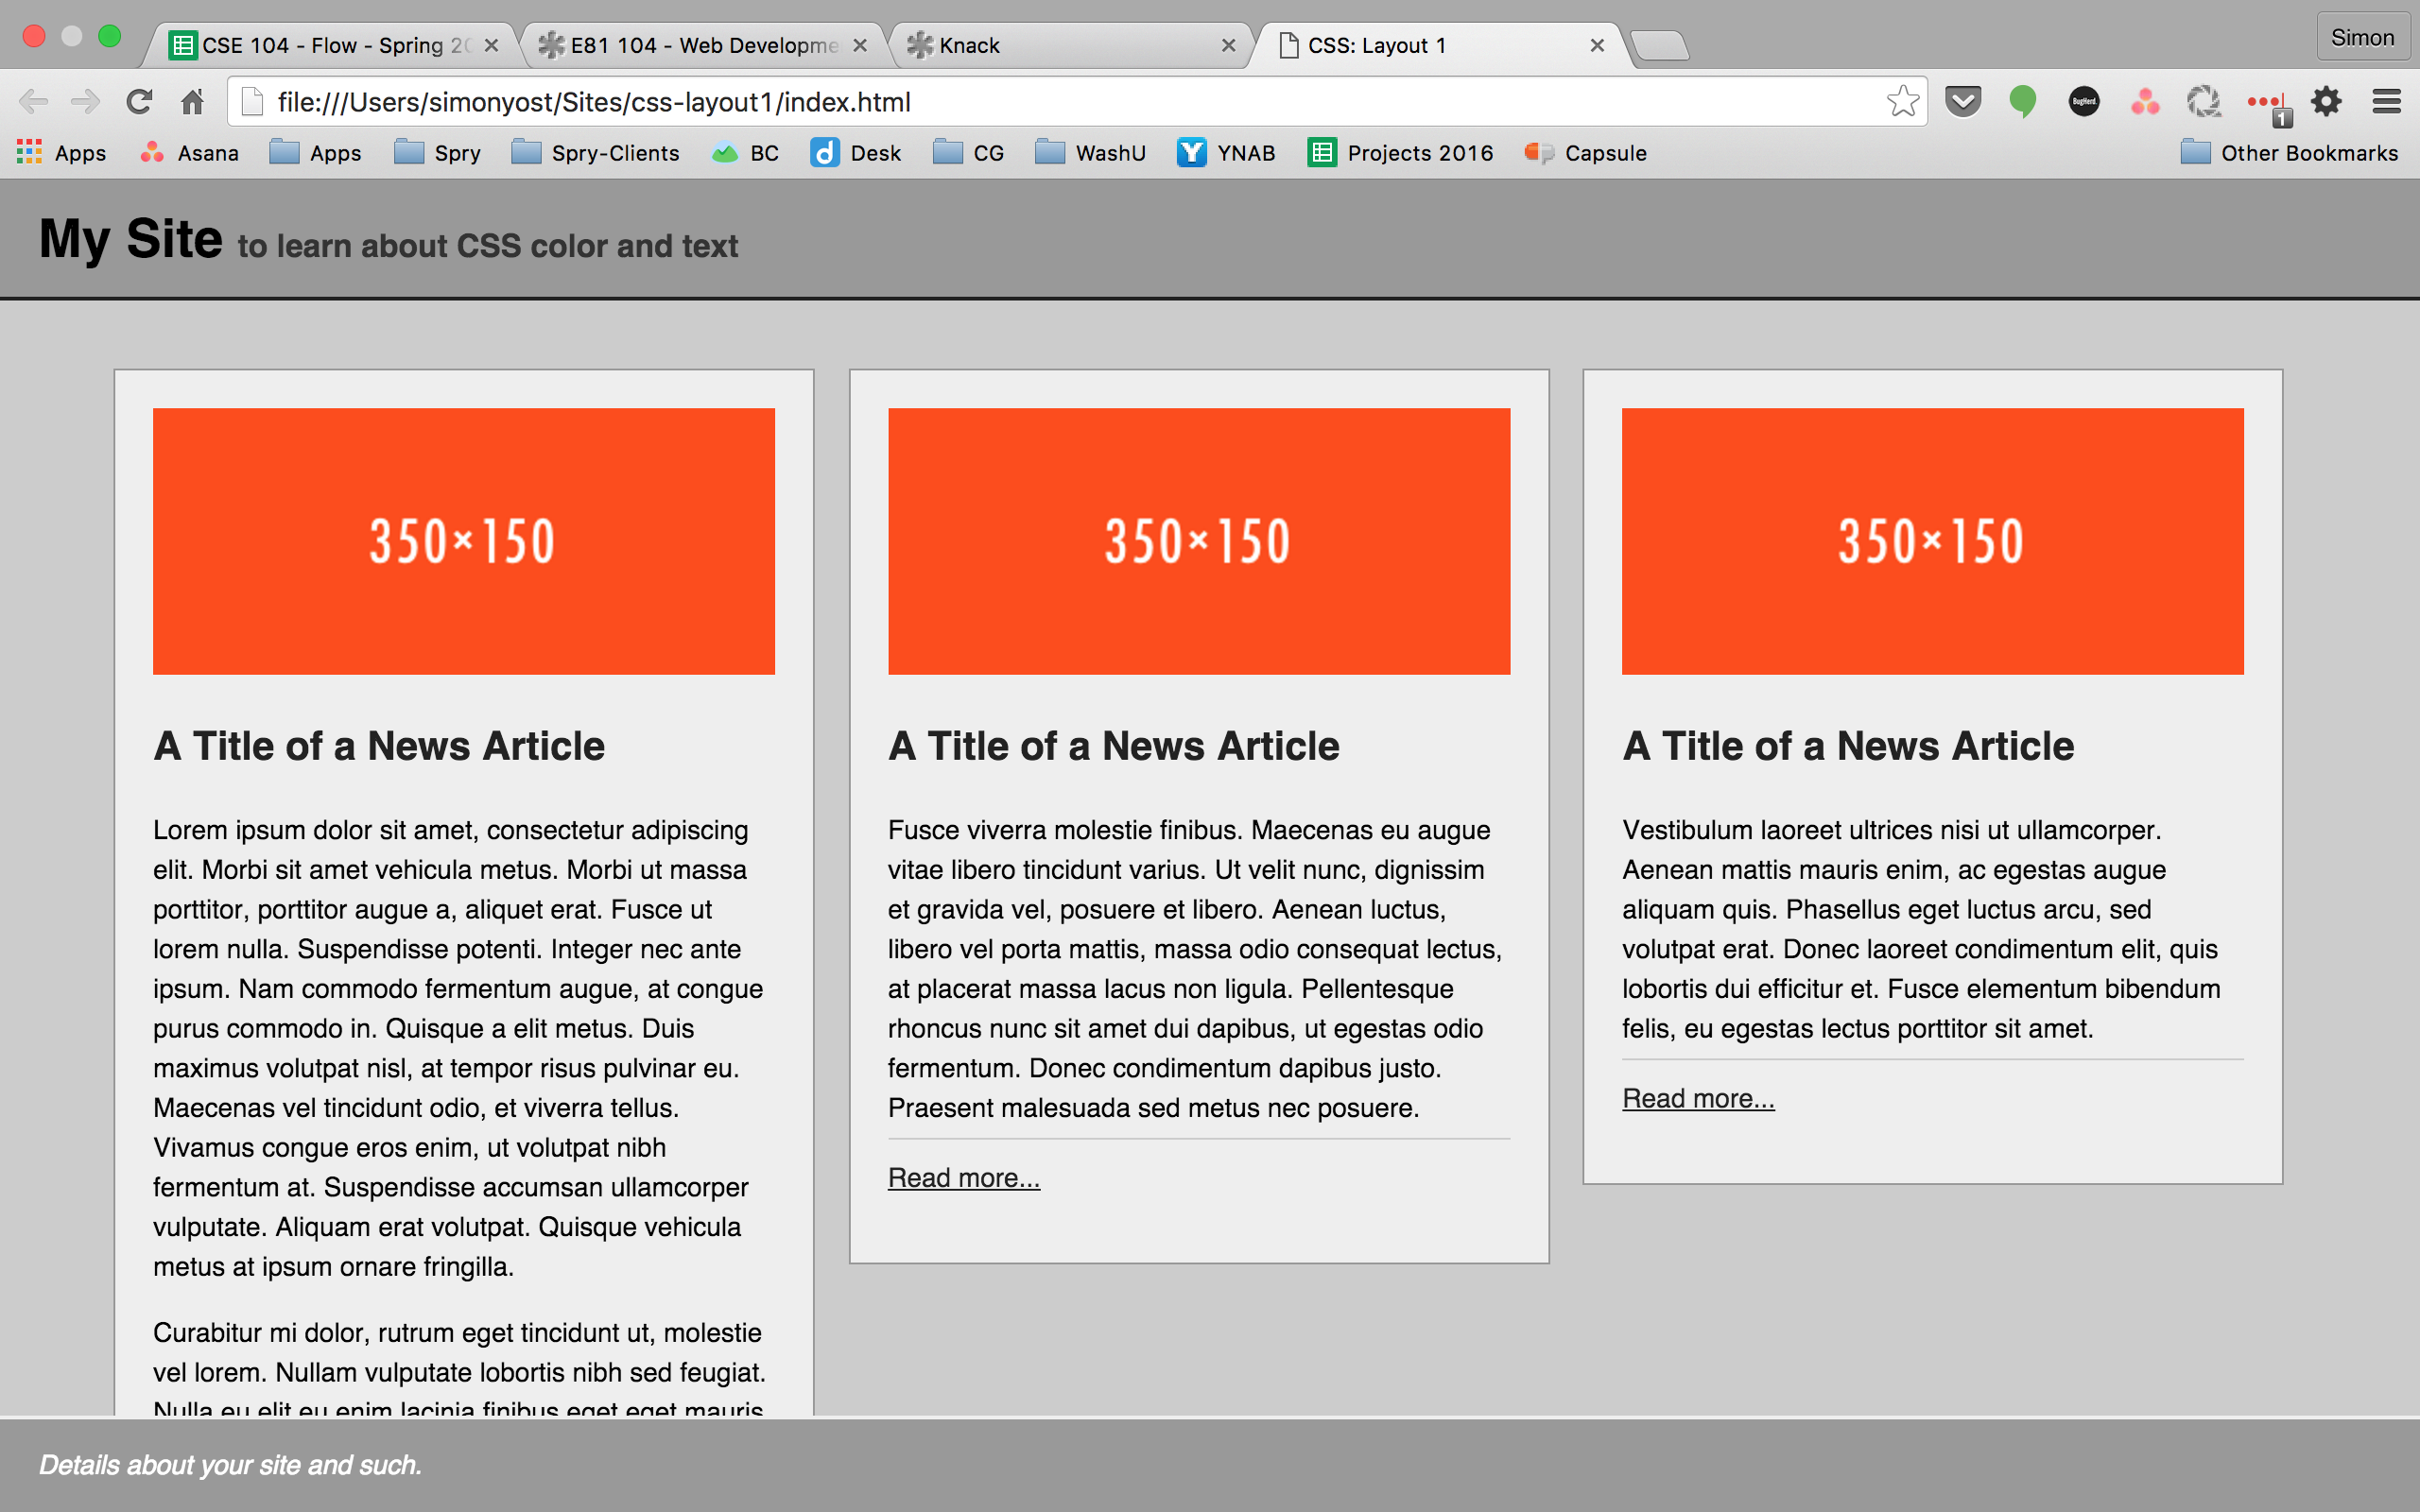 CSE 104 - Flow - Spring 20
E81 104 - Web Developme
Knack
CSS: Layout 1
Simon
file:///Users/simonyost/Sites/css-layout1/index.html
BugHerd.
1
Apps
Asana
Apps
Spry
Spry-Clients
BC
d Desk
CG
WashU
Y YNAB
Projects 2016
Capsule
Other Bookmarks
My Site to learn about CSS color and text
350×150
A Title of a News Article
Lorem ipsum dolor sit amet, consectetur adipiscing
elit. Morbi sit amet vehicula metus. Morbi ut massa
porttitor, porttitor augue a, aliquet erat. Fusce ut
lorem nulla. Suspendisse potenti. Integer nec ante
ipsum. Nam commodo fermentum augue, at congue
purus commodo in. Quisque a elit metus. Duis
maximus volutpat nisl, at tempor risus pulvinar eu.
Maecenas vel tincidunt odio, et viverra tellus.
Vivamus congue eros enim, ut volutpat nibh
fermentum at. Suspendisse accumsan ullamcorper
vulputate. Aliquam erat volutpat. Quisque vehicula
metus at ipsum ornare fringilla.
Curabitur mi dolor, rutrum eget tincidunt ut, molestie
vel lorem. Nullam vulputate lobortis nibh sed feugiat.
Nulla eu elit eu enim lacinia finibus eget eget mauris
350×150
A Title of a News Article
Fusce viverra molestie finibus. Maecenas eu augue
vitae libero tincidunt varius. Ut velit nunc, dignissim
et gravida vel, posuere et libero. Aenean luctus,
libero vel porta mattis, massa odio consequat lectus,
at placerat massa lacus non ligula. Pellentesque
rhoncus nunc sit amet dui dapibus, ut egestas odio
fermentum. Donec condimentum dapibus justo.
Praesent malesuada sed metus nec posuere.
Read more...
350×150
A Title of a News Article
Vestibulum laoreet ultrices nisi ut ullamcorper.
Aenean mattis mauris enim, ac egestas augue
aliquam quis. Phasellus eget luctus arcu, sed
volutpat erat. Donec laoreet condimentum elit, quis
lobortis dui efficitur et. Fusce elementum bibendum
felis, eu egestas lectus porttitor sit amet.
Read more...
Details about your site and such.